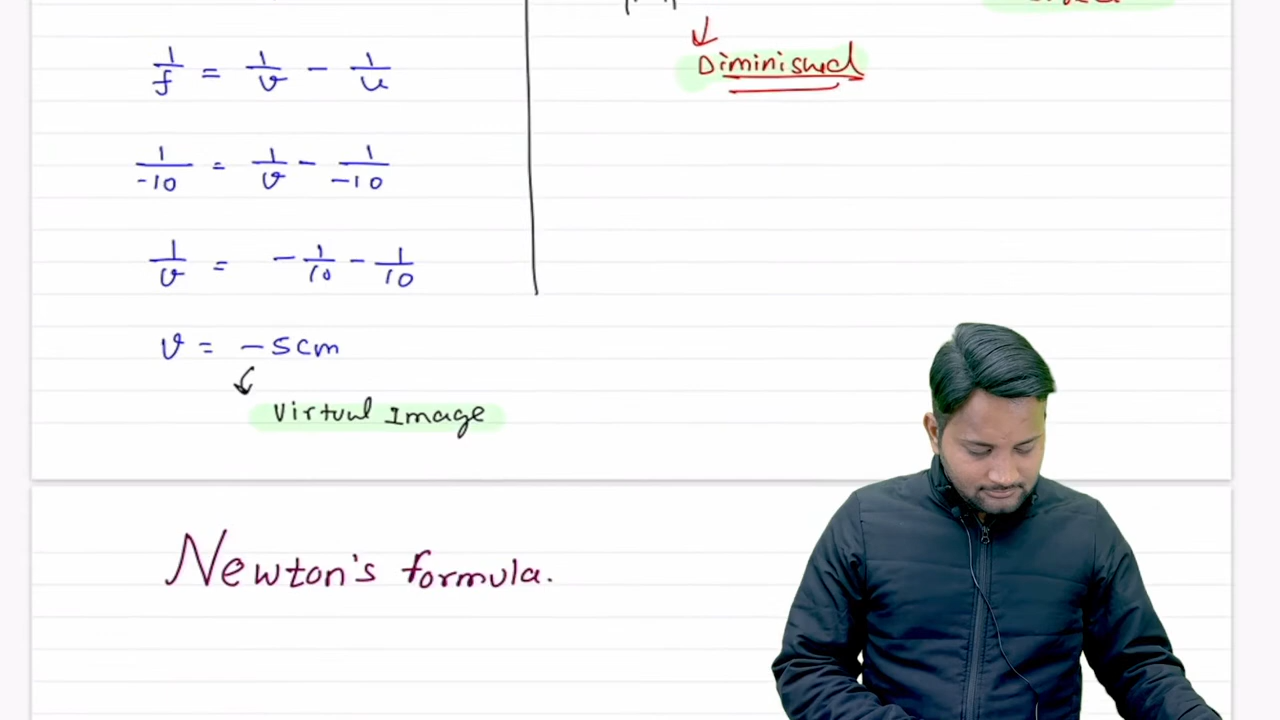 1/f = 1/v - 1/u
1/-10 = 1/v - 1/-10
1/v = -1/10 - 1/10
v = -5cm
Virtual Image
Diminished
Newton's formula.